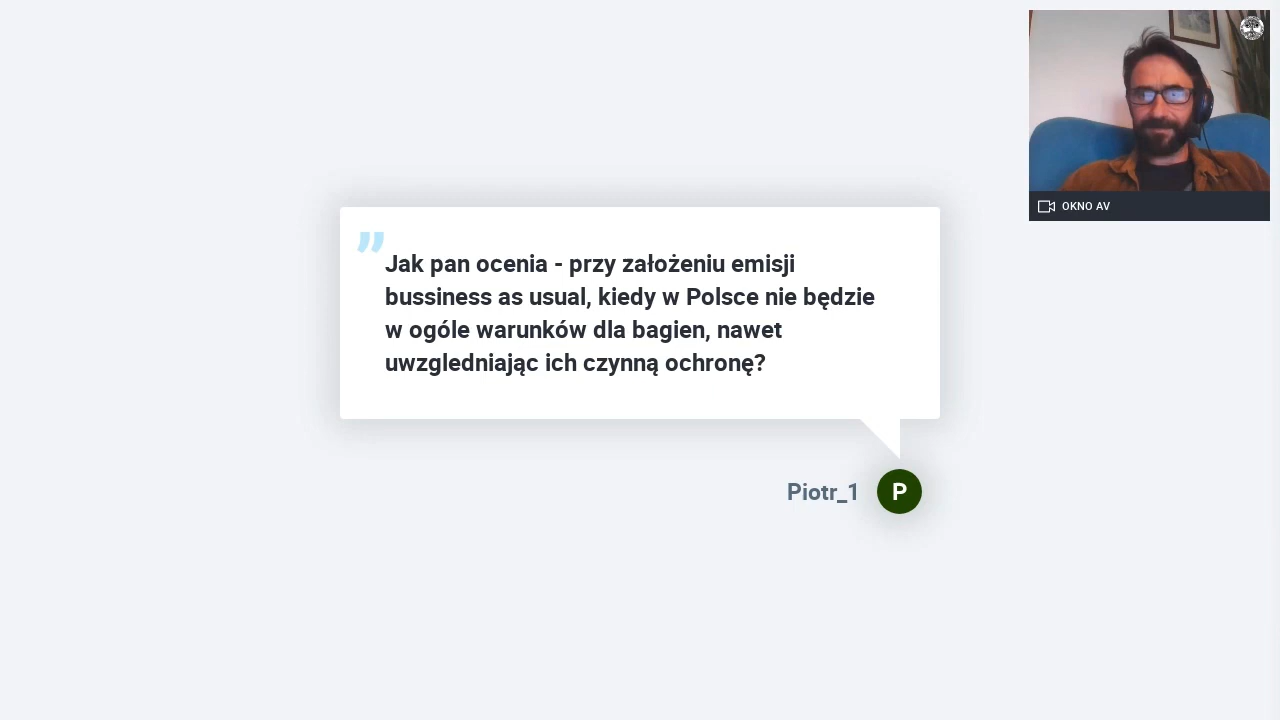 ”
Jak pan ocenia - przy założeniu emisji
bussiness as usual, kiedy w Polsce nie będzie
w ogóle warunków dla bagien, nawet
uwzgledniając ich czynną ochronę?
Piotr_1
P
OKNO AV